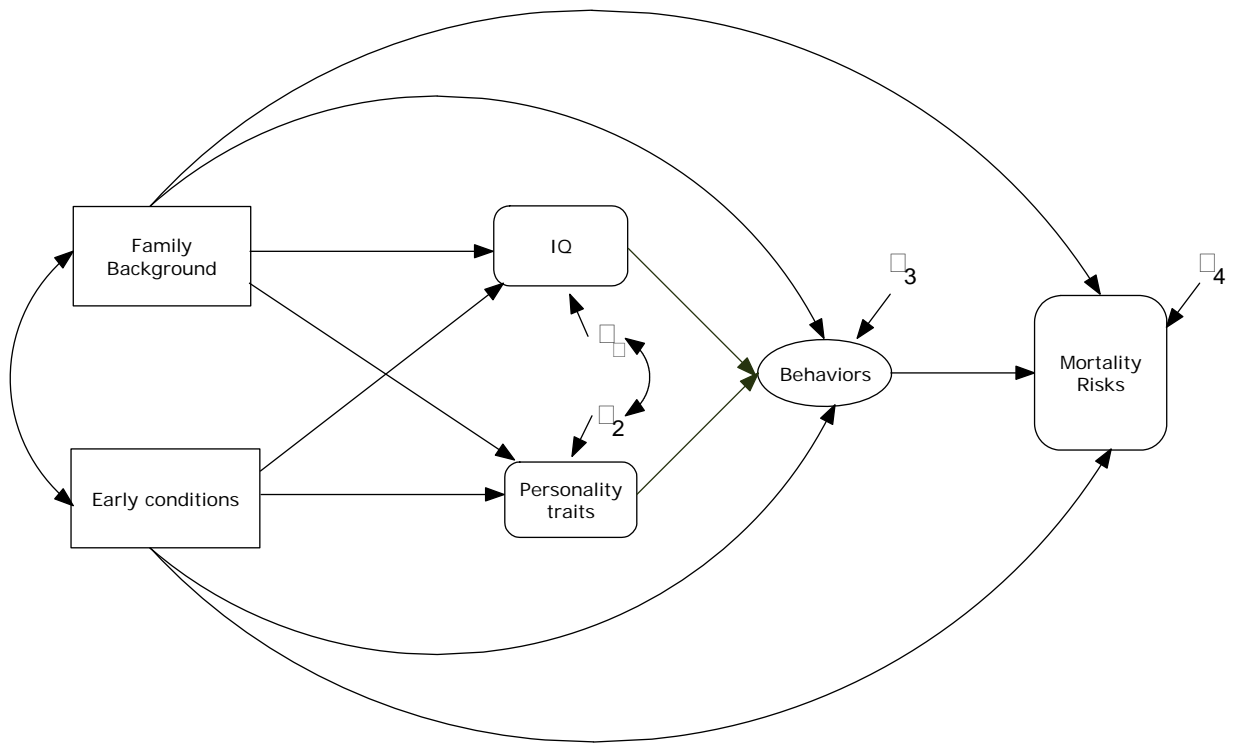 Family
Background
IQ
□3
□4
□□
Behaviors
Mortality
Risks
□2
Early conditions
Personality
traits